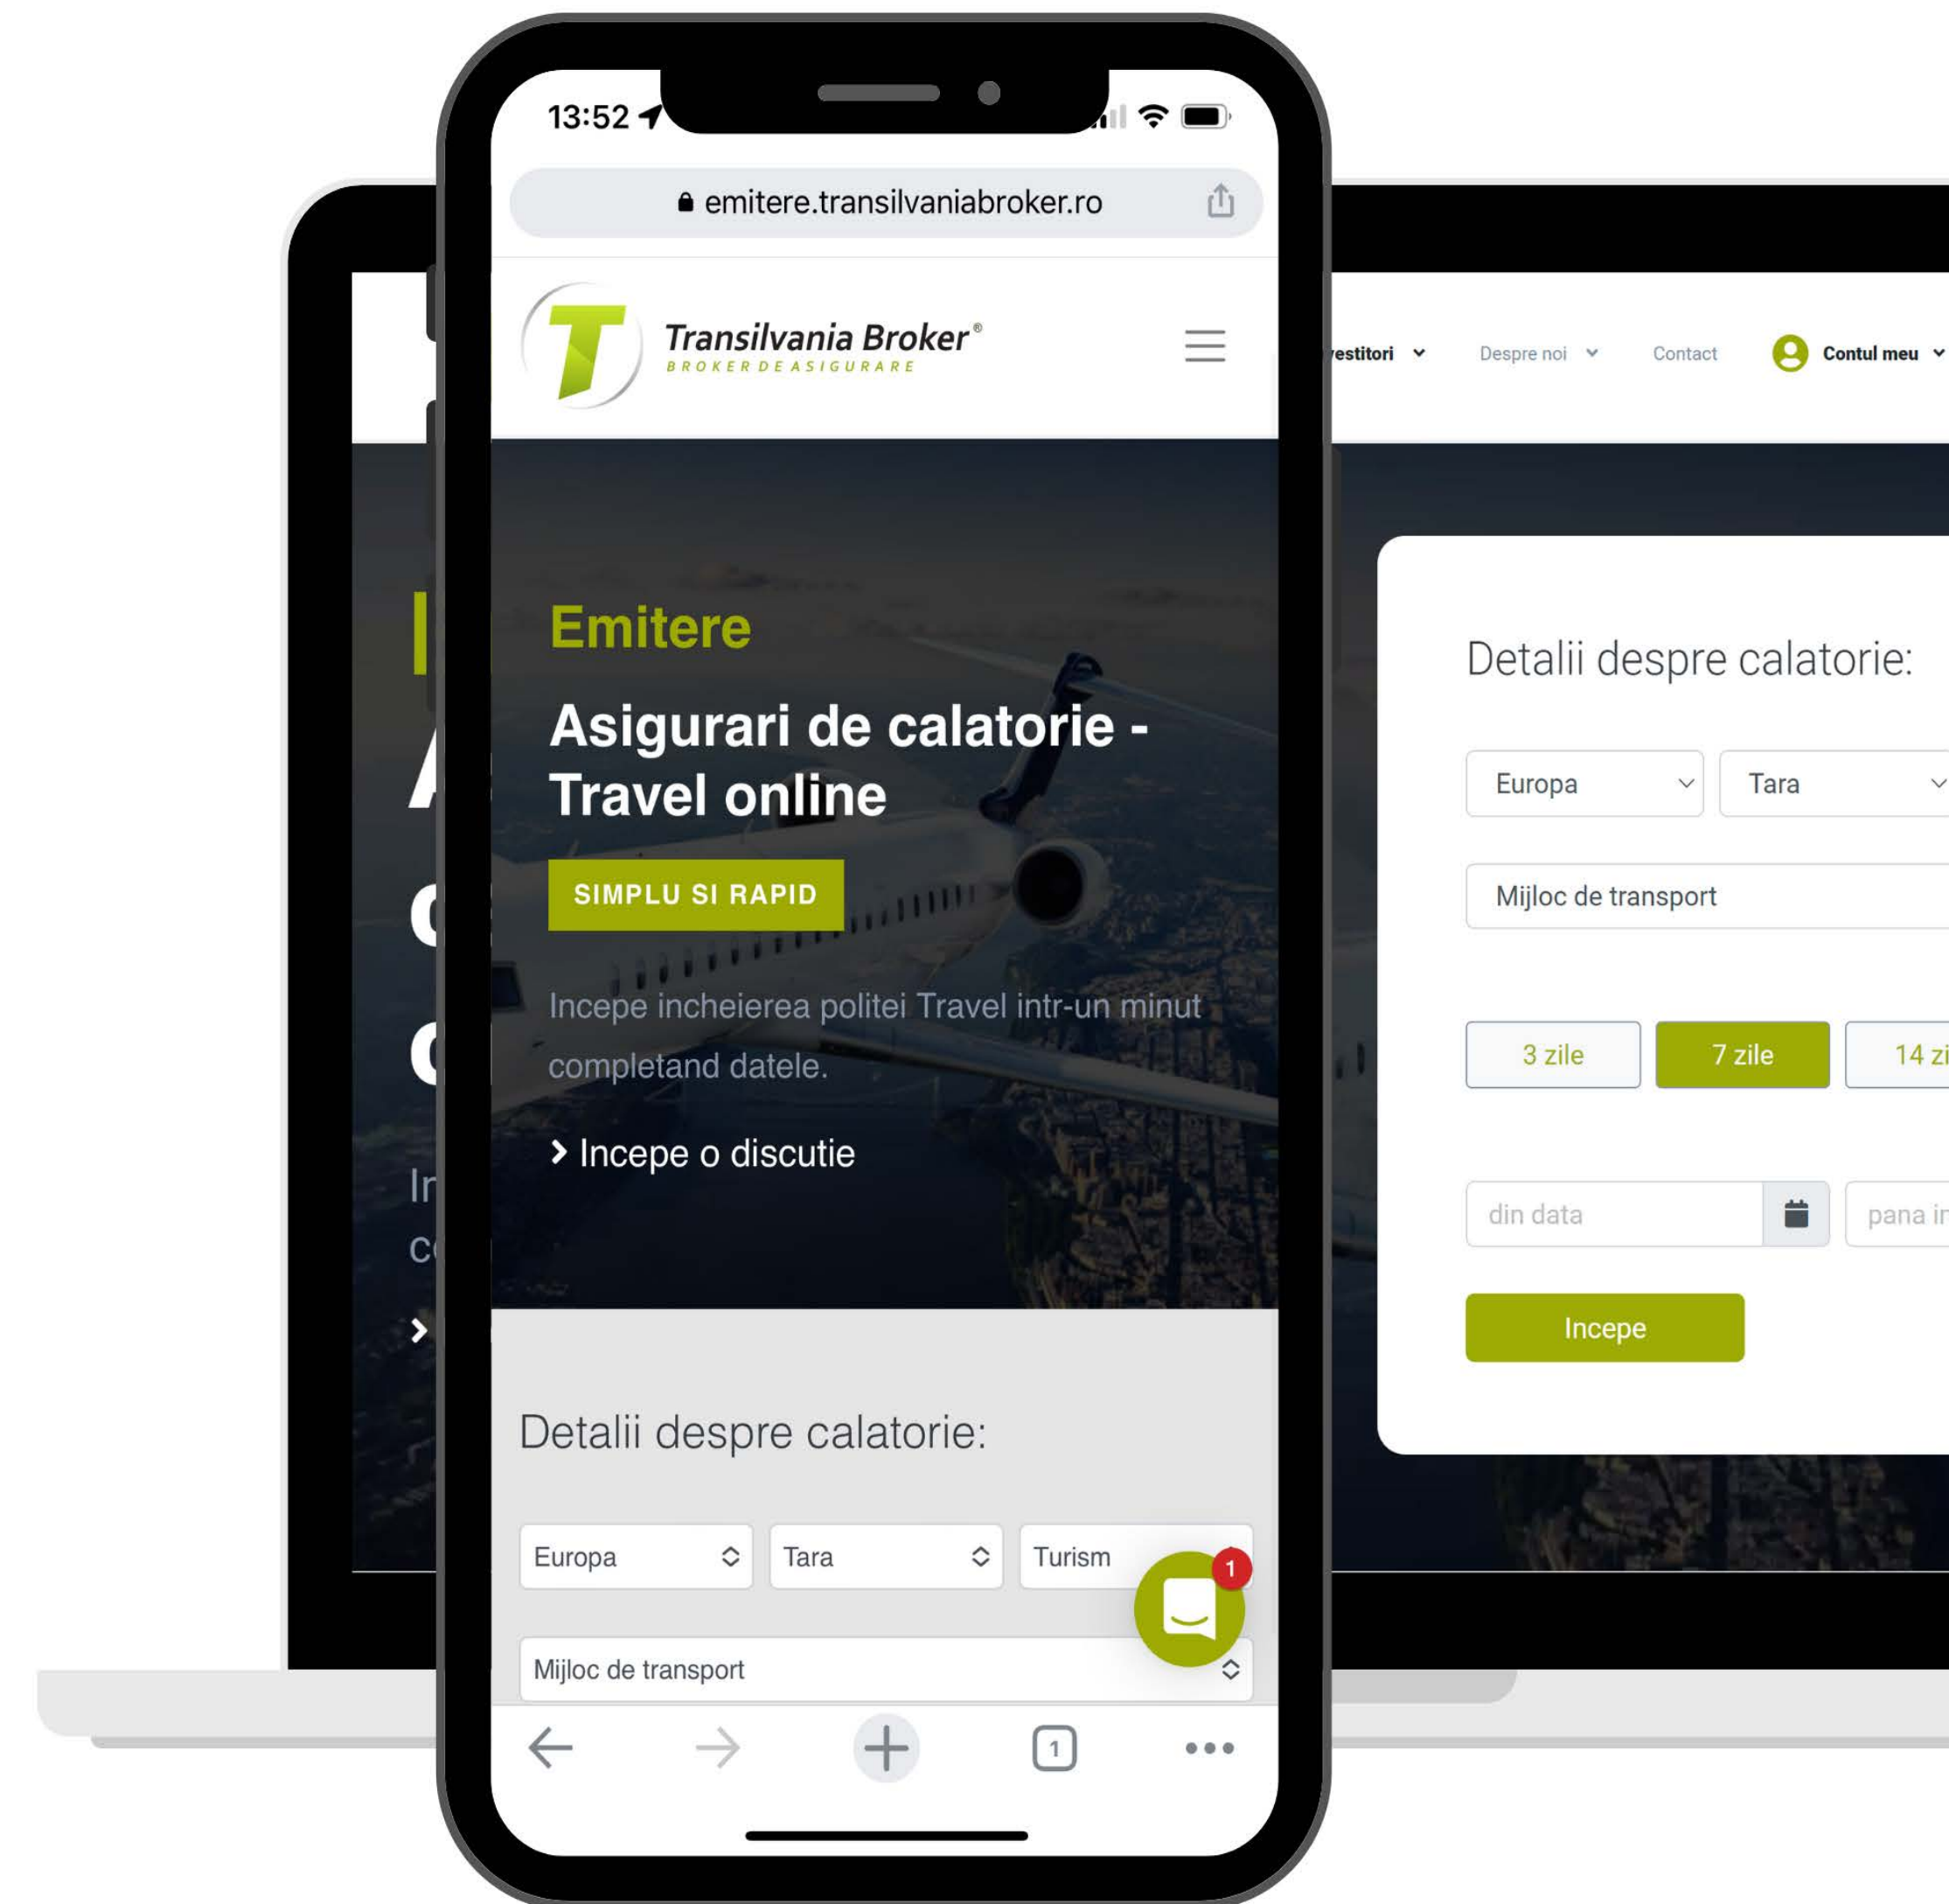 13:52
emitere.transilvaniabroker.ro
T
Transilvania Broker®
BROKER DE ASIGURARE
Emitere
Asigurari de calatorie -
Travel online
SIMPLU SI RAPID
Incepe incheierea politei Travel intr-un minut
completand datele.
Incepe o discutie
Detalii despre calatorie:
Europa Tara Turism
1
Mijloc de transport
1
Despre noi Contact Contul meu
Detalii despre calatorie:
Europa Tara
Mijloc de transport
3 zile 7 zile 14
din data pana
Incepe